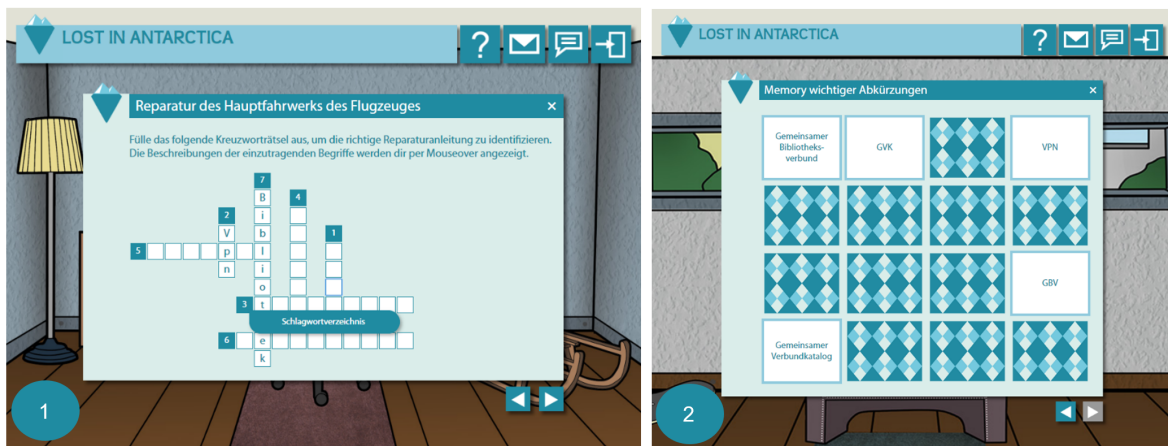 LOST IN ANTARCTICA
?
Reparatur des Hauptfahrwerks des Flugzeuges
×
Fülle das folgende Kreuzworträtsel aus, um die richtige Reparaturanleitung zu identifizieren.
Die Beschreibungen der einzutragenden Begriffe werden dir per Mouseover angezeigt.
7
B
4
2
i
V
b
1
5
p
l
n
i
o
3
t
Schlagwortverzeichnis
6
e
k
1
LOST IN ANTARCTICA
?
Memory wichtiger Abkürzungen
×
Gemeinsamer
Bibliotheks-
verbund
GVK
VPN
GBV
Gemeinsamer
Verbundkatalog
2